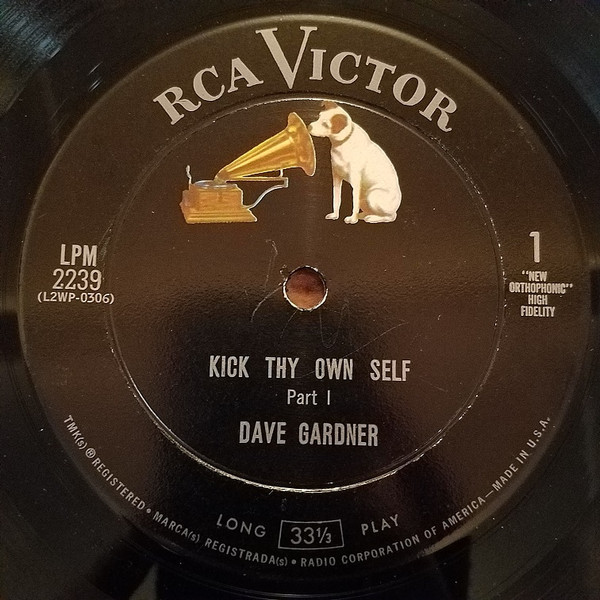 RCA VICTOR
LPM
2239
(L2WP-0306)
1
"NEW
ORTHOPHONIC"
HIGH
FIDELITY
KICK THY OWN SELF
Part I
DAVE GARDNER
LONG 33⅓ PLAY
TMK(s) ® REGISTERED • MARCA(s) REGISTRADA(s) • RADIO CORPORATION OF AMERICA—MADE IN U.S.A.